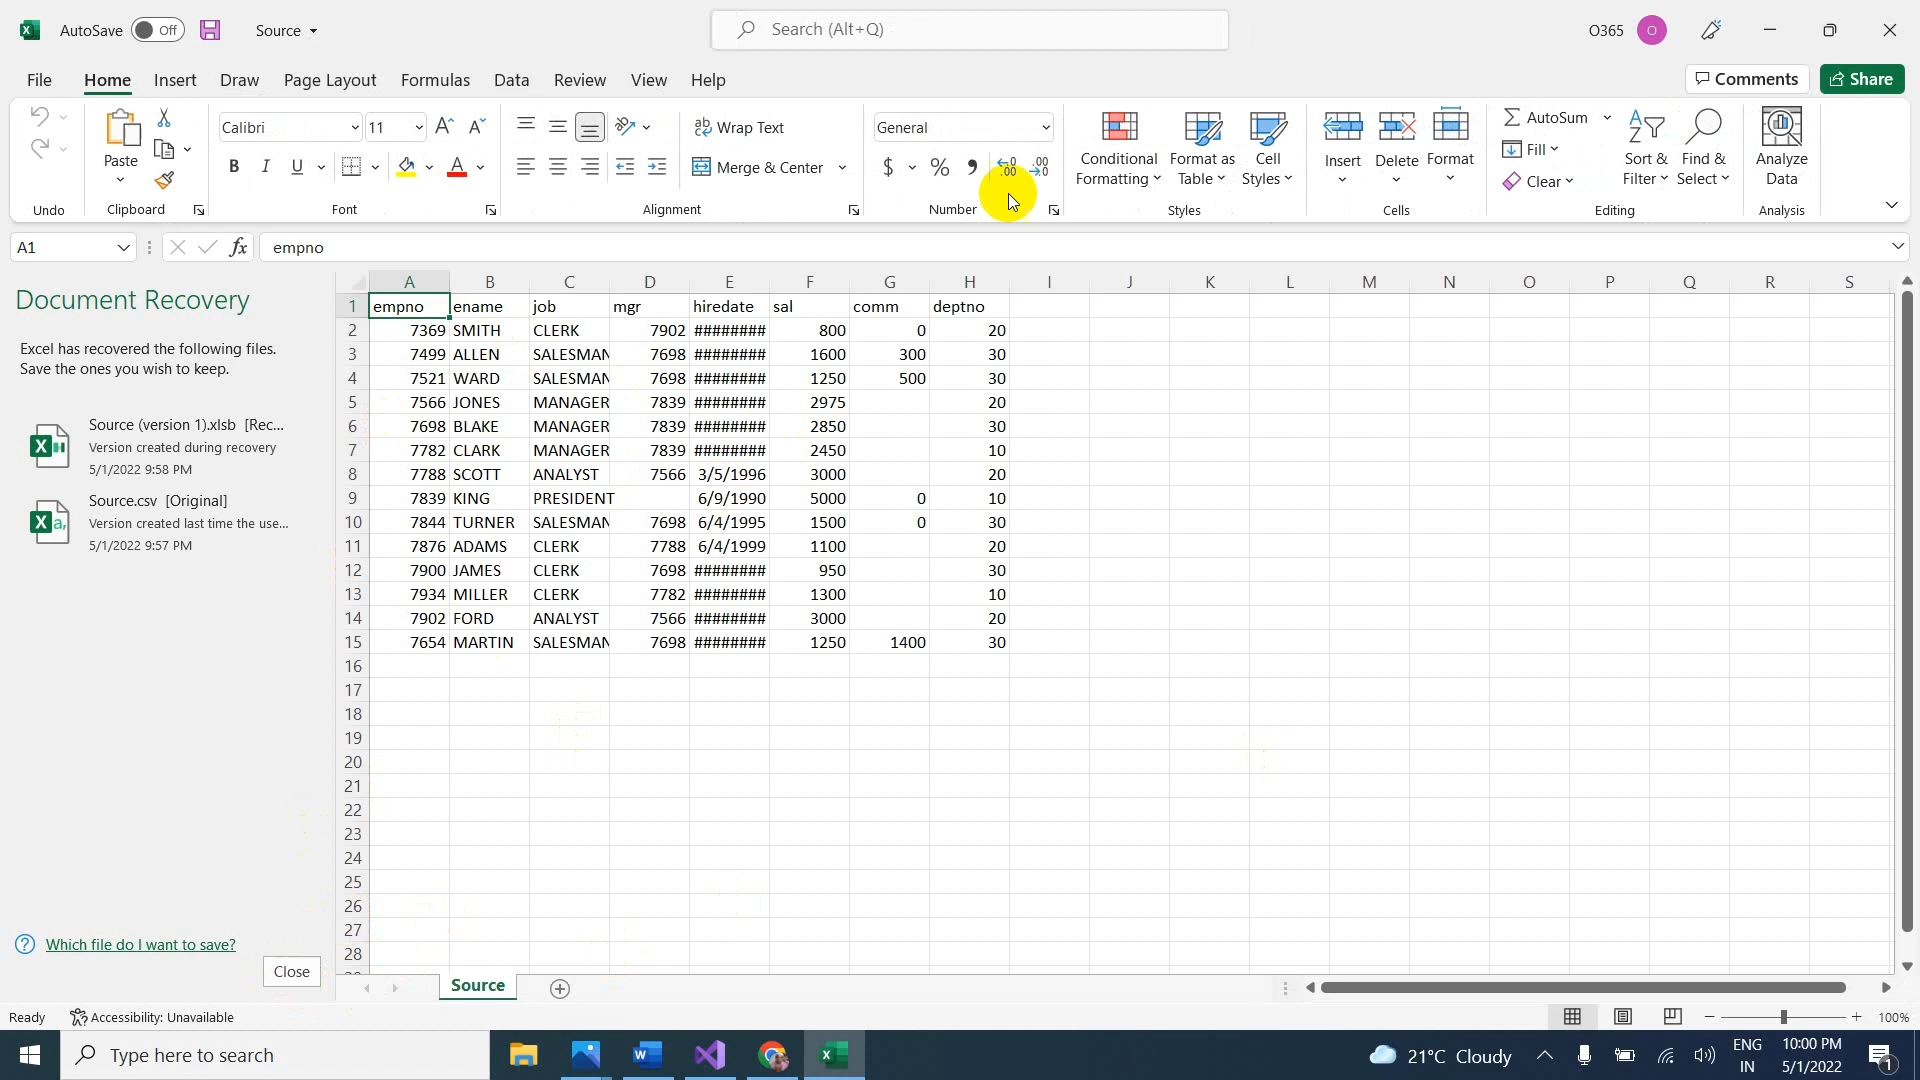 AutoSave Off Source Search (Alt+Q) O365 O
File Home Insert Draw Page Layout Formulas Data Review View Help Comments Share
Undo
Paste
Clipboard
Calibri 11
B I U A
Font
Wrap Text
Merge & Center
Alignment
General
$ % , .00 .00
Number
Conditional Formatting
Format as Table
Cell Styles
Styles
Insert Delete Format
Cells
AutoSum
Fill
Clear
Sort & Filter
Find & Select
Editing
Analyze Data
Analysis
A1 fx empno
Document Recovery
Excel has recovered the following files.
Save the ones you wish to keep.
Source (version 1).xlsb [Rec...
Version created during recovery
5/1/2022 9:58 PM
Source.csv [Original]
Version created last time the use...
5/1/2022 9:57 PM
Which file do I want to save?
Close
A B C D E F G H I J K L M N O P Q R S
1 empno ename job mgr hiredate sal comm deptno
2 7369 SMITH CLERK 7902 ######## 800 0 20
3 7499 ALLEN SALESMAN 7698 ######## 1600 300 30
4 7521 WARD SALESMAN 7698 ######## 1250 500 30
5 7566 JONES MANAGER 7839 ######## 2975 20
6 7698 BLAKE MANAGER 7839 ######## 2850 30
7 7782 CLARK MANAGER 7839 ######## 2450 10
8 7788 SCOTT ANALYST 7566 3/5/1996 3000 20
9 7839 KING PRESIDENT 6/9/1990 5000 0 10
10 7844 TURNER SALESMAN 7698 6/4/1995 1500 0 30
11 7876 ADAMS CLERK 7788 6/4/1999 1100 20
12 7900 JAMES CLERK 7698 ######## 950 30
13 7934 MILLER CLERK 7782 ######## 1300 10
14 7902 FORD ANALYST 7566 ######## 3000 20
15 7654 MARTIN SALESMAN 7698 ######## 1250 1400 30
16
17
18
19
20
21
22
23
24
25
26
27
28
Source
Ready Accessibility: Unavailable 100%
Type here to search 21°C Cloudy ENG IN 10:00 PM 5/1/2022 1